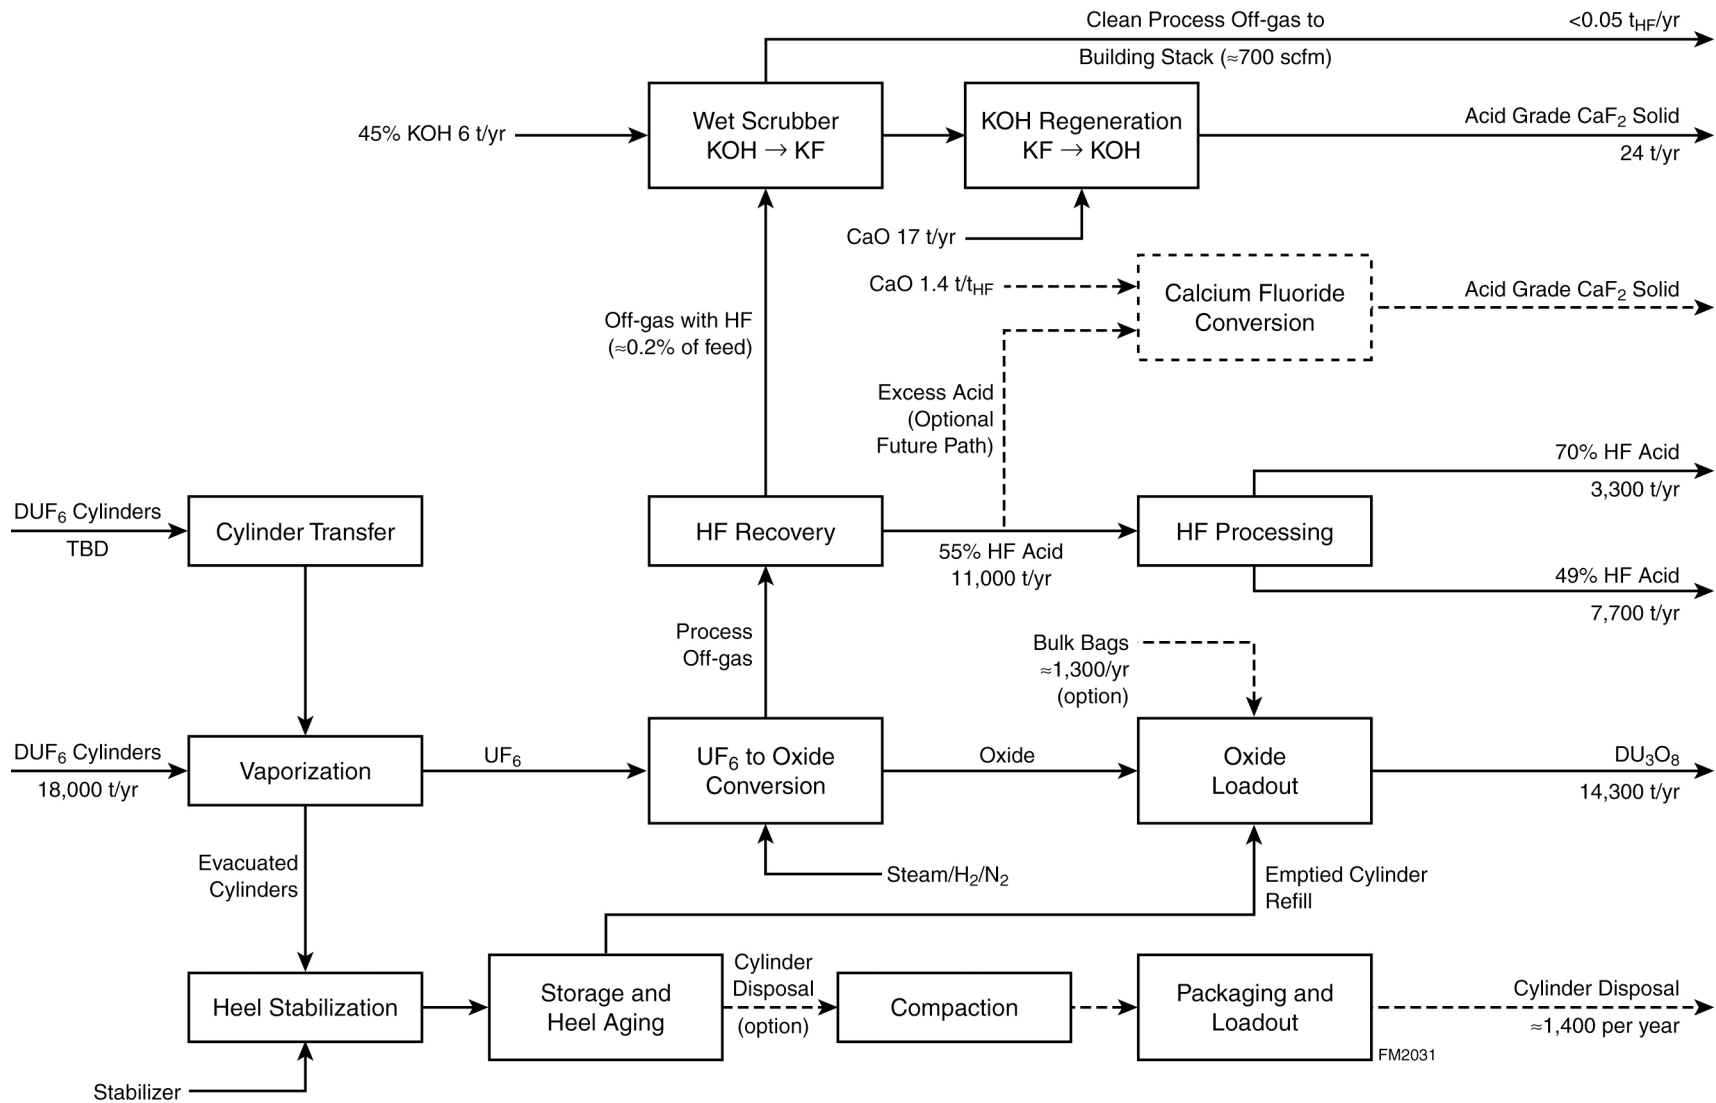 Clean Process Off-gas to
<0.05 tHF/yr
Building Stack (≈700 scfm)
45% KOH 6 t/yr
Wet Scrubber
KOH → KF
KOH Regeneration
KF → KOH
Acid Grade CaF2 Solid
24 t/yr
CaO 17 t/yr
CaO 1.4 t/tHF
Calcium Fluoride
Conversion
Acid Grade CaF2 Solid
Off-gas with HF
(≈0.2% of feed)
Excess Acid
(Optional
Future Path)
70% HF Acid
3,300 t/yr
DUF6 Cylinders
TBD
Cylinder Transfer
HF Recovery
55% HF Acid
11,000 t/yr
HF Processing
49% HF Acid
7,700 t/yr
Process
Off-gas
Bulk Bags
≈1,300/yr
(option)
DUF6 Cylinders
18,000 t/yr
Vaporization
UF6
UF6 to Oxide
Conversion
Oxide
Oxide
Loadout
DU3O8
14,300 t/yr
Evacuated
Cylinders
Steam/H2/N2
Emptied Cylinder
Refill
Heel Stabilization
Storage and
Heel Aging
Cylinder
Disposal
(option)
Compaction
Packaging and
Loadout
Cylinder Disposal
≈1,400 per year
FM2031
Stabilizer